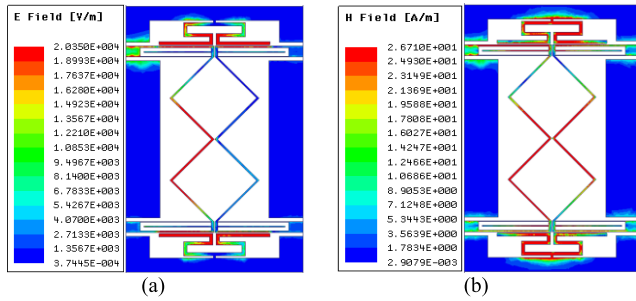 E Field [V/m]
2.0350E+004
1.8993E+004
1.7637E+004
1.6280E+004
1.4923E+004
1.3567E+004
1.2210E+004
1.0853E+004
9.4967E+003
8.1400E+003
6.7833E+003
5.4267E+003
4.0700E+003
2.7133E+003
1.3567E+003
3.7445E-004
(a)
H Field [A/m]
2.6710E+001
2.4930E+001
2.3149E+001
2.1369E+001
1.9588E+001
1.7808E+001
1.6027E+001
1.4247E+001
1.2466E+001
1.0686E+001
8.9053E+000
7.1248E+000
5.3443E+000
3.5639E+000
1.7834E+000
2.9079E-003
(b)